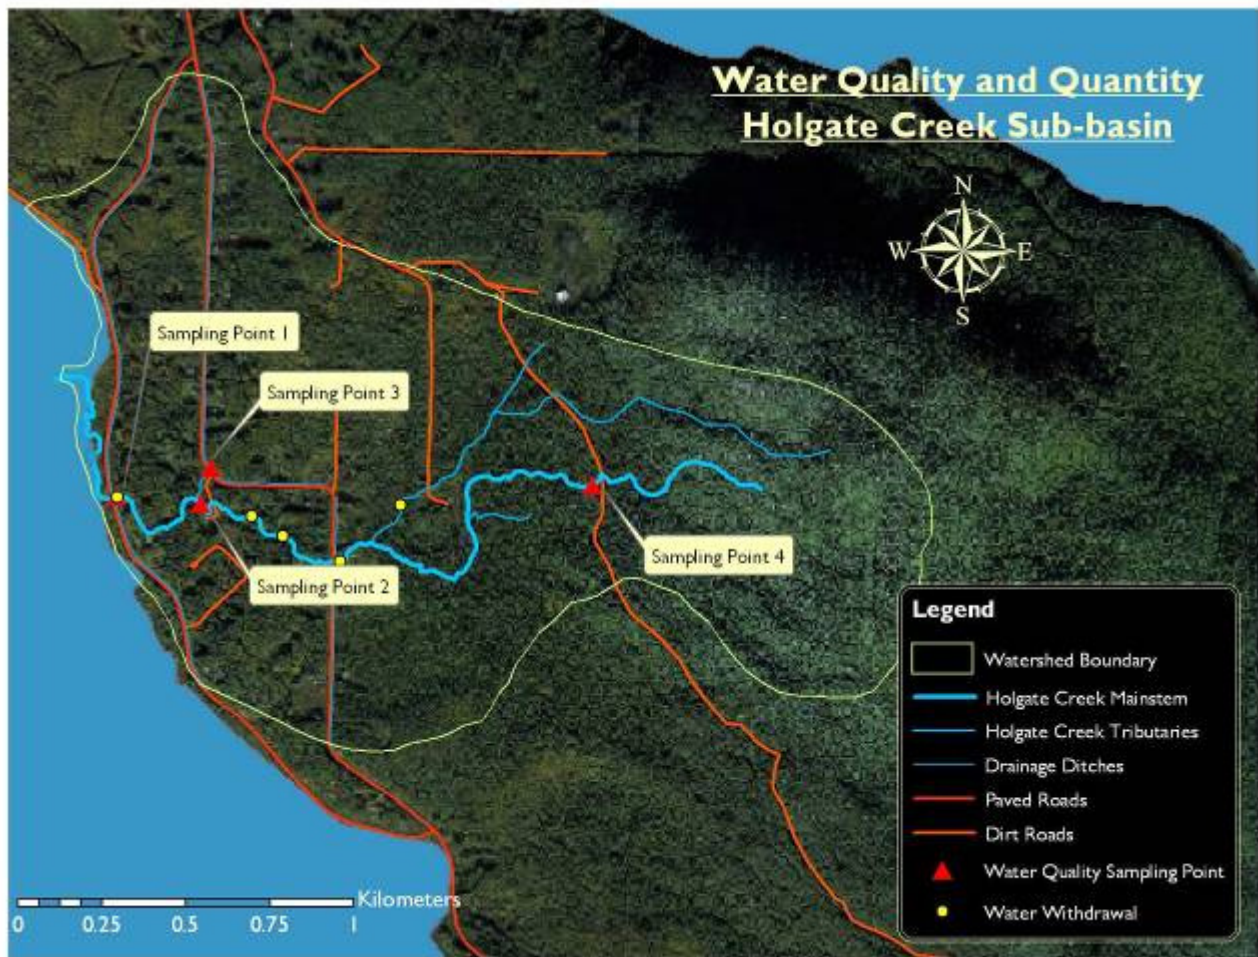 Water Quality and Quantity
Holgate Creek Sub-basin
N
W
E
S
Sampling Point 1
Sampling Point 3
Sampling Point 4
Sampling Point 2
Legend
Watershed Boundary
Holgate Creek Mainstem
Holgate Creek Tributaries
Drainage Ditches
Paved Roads
Dirt Roads
Water Quality Sampling Point
Water Withdrawal
Kilometers
0 0.25 0.5 0.75 1